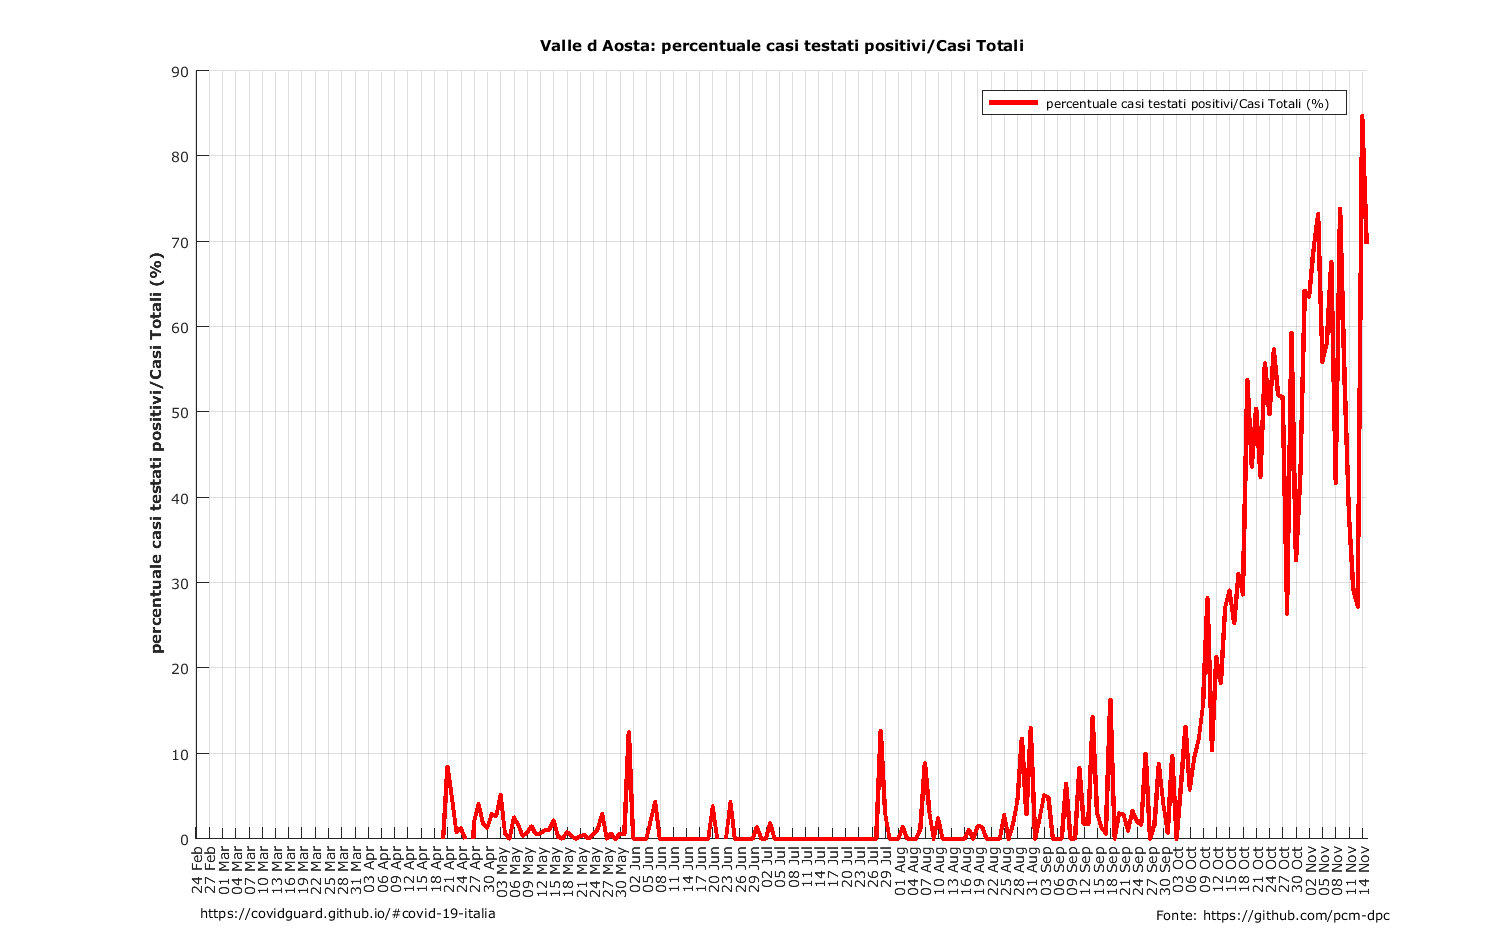 Valle d Aosta: percentuale casi testati positivi/Casi Totali
percentuale casi testati positivi/Casi Totali (%)
percentuale casi testati positivi/Casi Totali (%)
90
80
70
60
50
40
30
20
10
0
24 Feb
27 Feb
01 Mar
04 Mar
07 Mar
10 Mar
13 Mar
16 Mar
19 Mar
22 Mar
25 Mar
28 Mar
31 Mar
03 Apr
06 Apr
09 Apr
12 Apr
15 Apr
18 Apr
21 Apr
24 Apr
27 Apr
30 Apr
03 May
06 May
09 May
12 May
15 May
18 May
21 May
24 May
27 May
30 May
02 Jun
05 Jun
08 Jun
11 Jun
14 Jun
17 Jun
20 Jun
23 Jun
26 Jun
29 Jun
02 Jul
05 Jul
08 Jul
11 Jul
14 Jul
17 Jul
20 Jul
23 Jul
26 Jul
29 Jul
01 Aug
04 Aug
07 Aug
10 Aug
13 Aug
16 Aug
19 Aug
22 Aug
25 Aug
28 Aug
31 Aug
03 Sep
06 Sep
09 Sep
12 Sep
15 Sep
18 Sep
21 Sep
24 Sep
27 Sep
30 Sep
03 Oct
06 Oct
09 Oct
12 Oct
15 Oct
18 Oct
21 Oct
24 Oct
27 Oct
30 Oct
02 Nov
05 Nov
08 Nov
11 Nov
14 Nov
https://covidguard.github.io/#covid-19-italia
Fonte: https://github.com/pcm-dpc